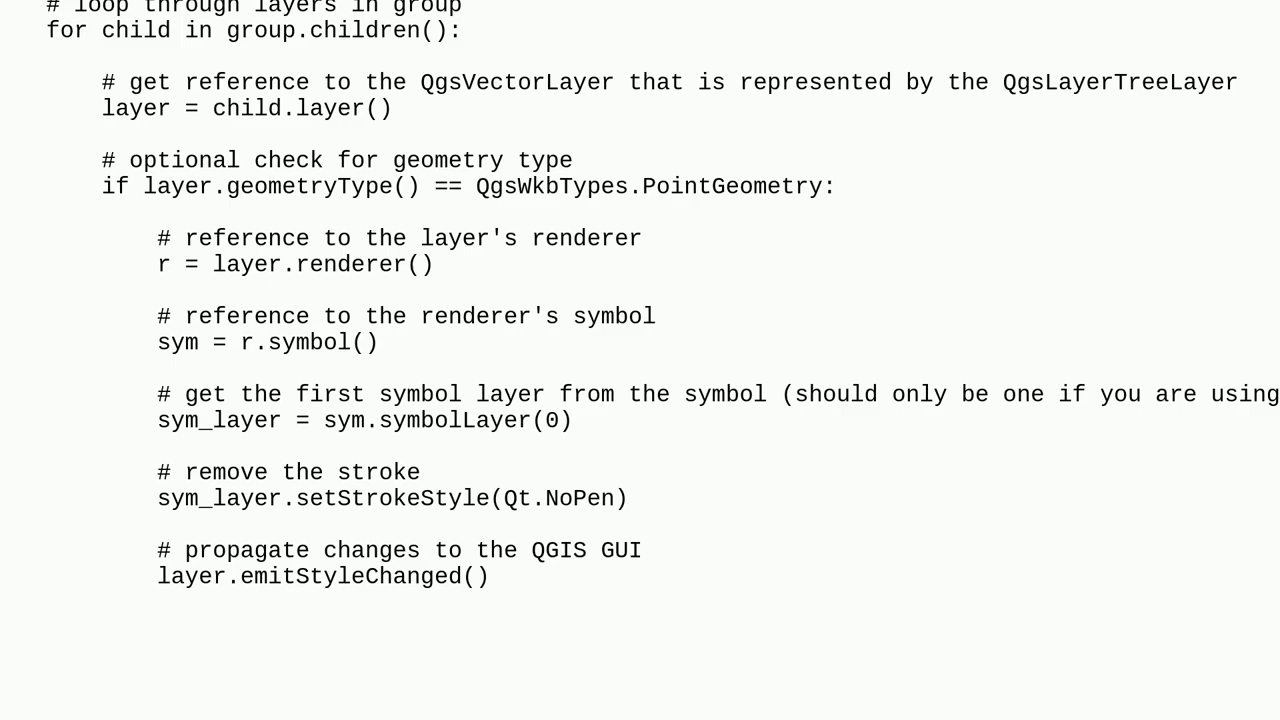 # loop through layers in group
for child in group.children():
# get reference to the QgsVectorLayer that is represented by the QgsLayerTreeLayer
layer = child.layer()
# optional check for geometry type
if layer.geometryType() == QgsWkbTypes.PointGeometry:
# reference to the layer's renderer
r = layer.renderer()
# reference to the renderer's symbol
sym = r.symbol()
# get the first symbol layer from the symbol (should only be one if you are using
sym_layer = sym.symbolLayer(0)
# remove the stroke
sym_layer.setStrokeStyle(Qt.NoPen)
# propagate changes to the QGIS GUI
layer.emitStyleChanged()